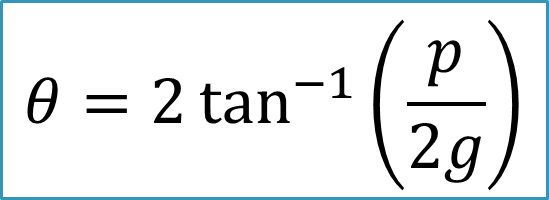 θ = 2 tan⁻¹ (p/2g)